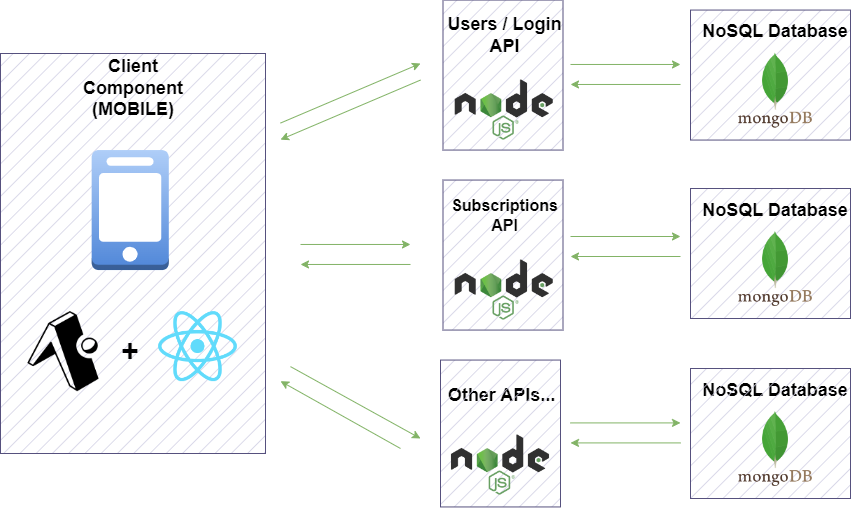 Client
Component
(MOBILE)
+
Users / Login
API
node
JS
NoSQL Database
mongoDB
Subscriptions
API
node
JS
NoSQL Database
mongoDB
Other APIs...
node
JS
NoSQL Database
mongoDB